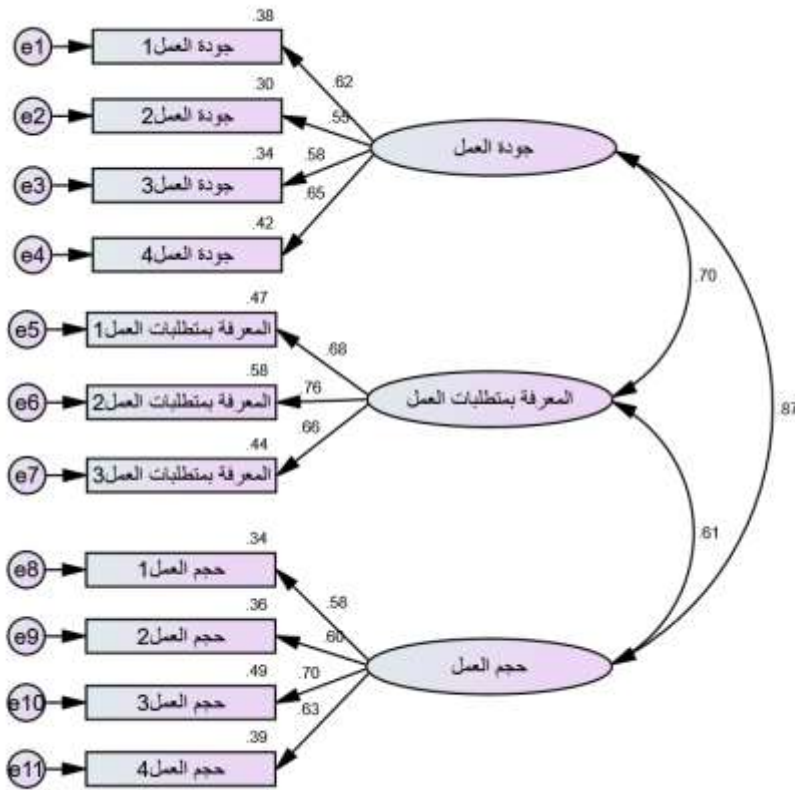 .38
e1
جودة العمل1
.62
.30
e2
جودة العمل2
.55
جودة العمل
.34
e3
جودة العمل3
.58
.65
.42
e4
جودة العمل4
.70
.47
e5
المعرفة بمتطلبات العمل1
.68
.58
e6
المعرفة بمتطلبات العمل2
.76
المعرفة بمتطلبات العمل
.87
.66
.44
e7
المعرفة بمتطلبات العمل3
.61
.34
e8
حجم العمل1
.58
.36
e9
حجم العمل2
.60
حجم العمل
.49
e10
حجم العمل3
.70
.63
.39
e11
حجم العمل4